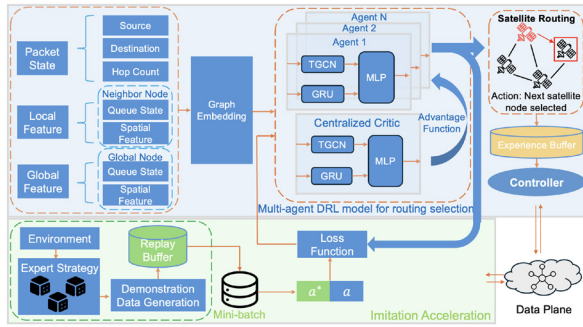 Packet
State
Source
Destination
Hop Count
Local
Feature
Neighbor Node
Queue State
Spatial
Feature
Global
Feature
Global Node
Queue State
Spatial
Feature
Graph
Embedding
Agent N
Agent 2
Agent 1
TGCN
GRU
MLP
Centralized Critic
TGCN
GRU
MLP
Advantage
Function
Multi-agent DRL model for routing selection
Satellite Routing
Action: Next satellite
node selected
Experience Buffer
Controller
Data Plane
Environment
Expert Strategy
Replay
Buffer
Demonstration
Data Generation
Mini-batch
Loss
Function
a* a
Imitation Acceleration